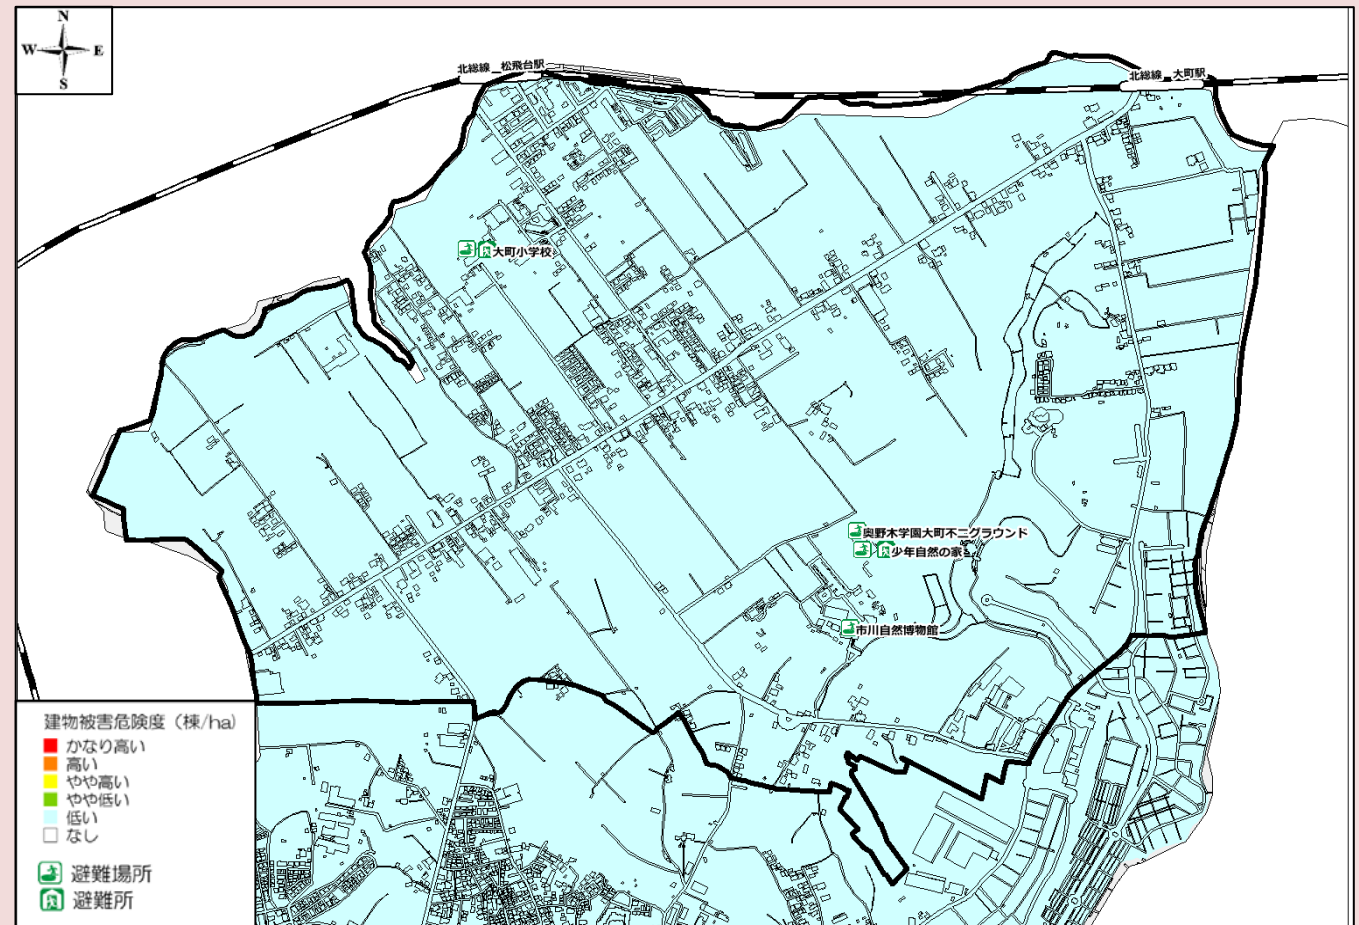 N
W E
S
北総線_松飛台駅
北総線_大町駅
大町小学校
奥野木学園大町不二グラウンド
少年自然の家
市川自然博物館
建物被害危険度（棟/ha）
かなり高い
高い
やや高い
やや低い
低い
なし
避難場所
避難所